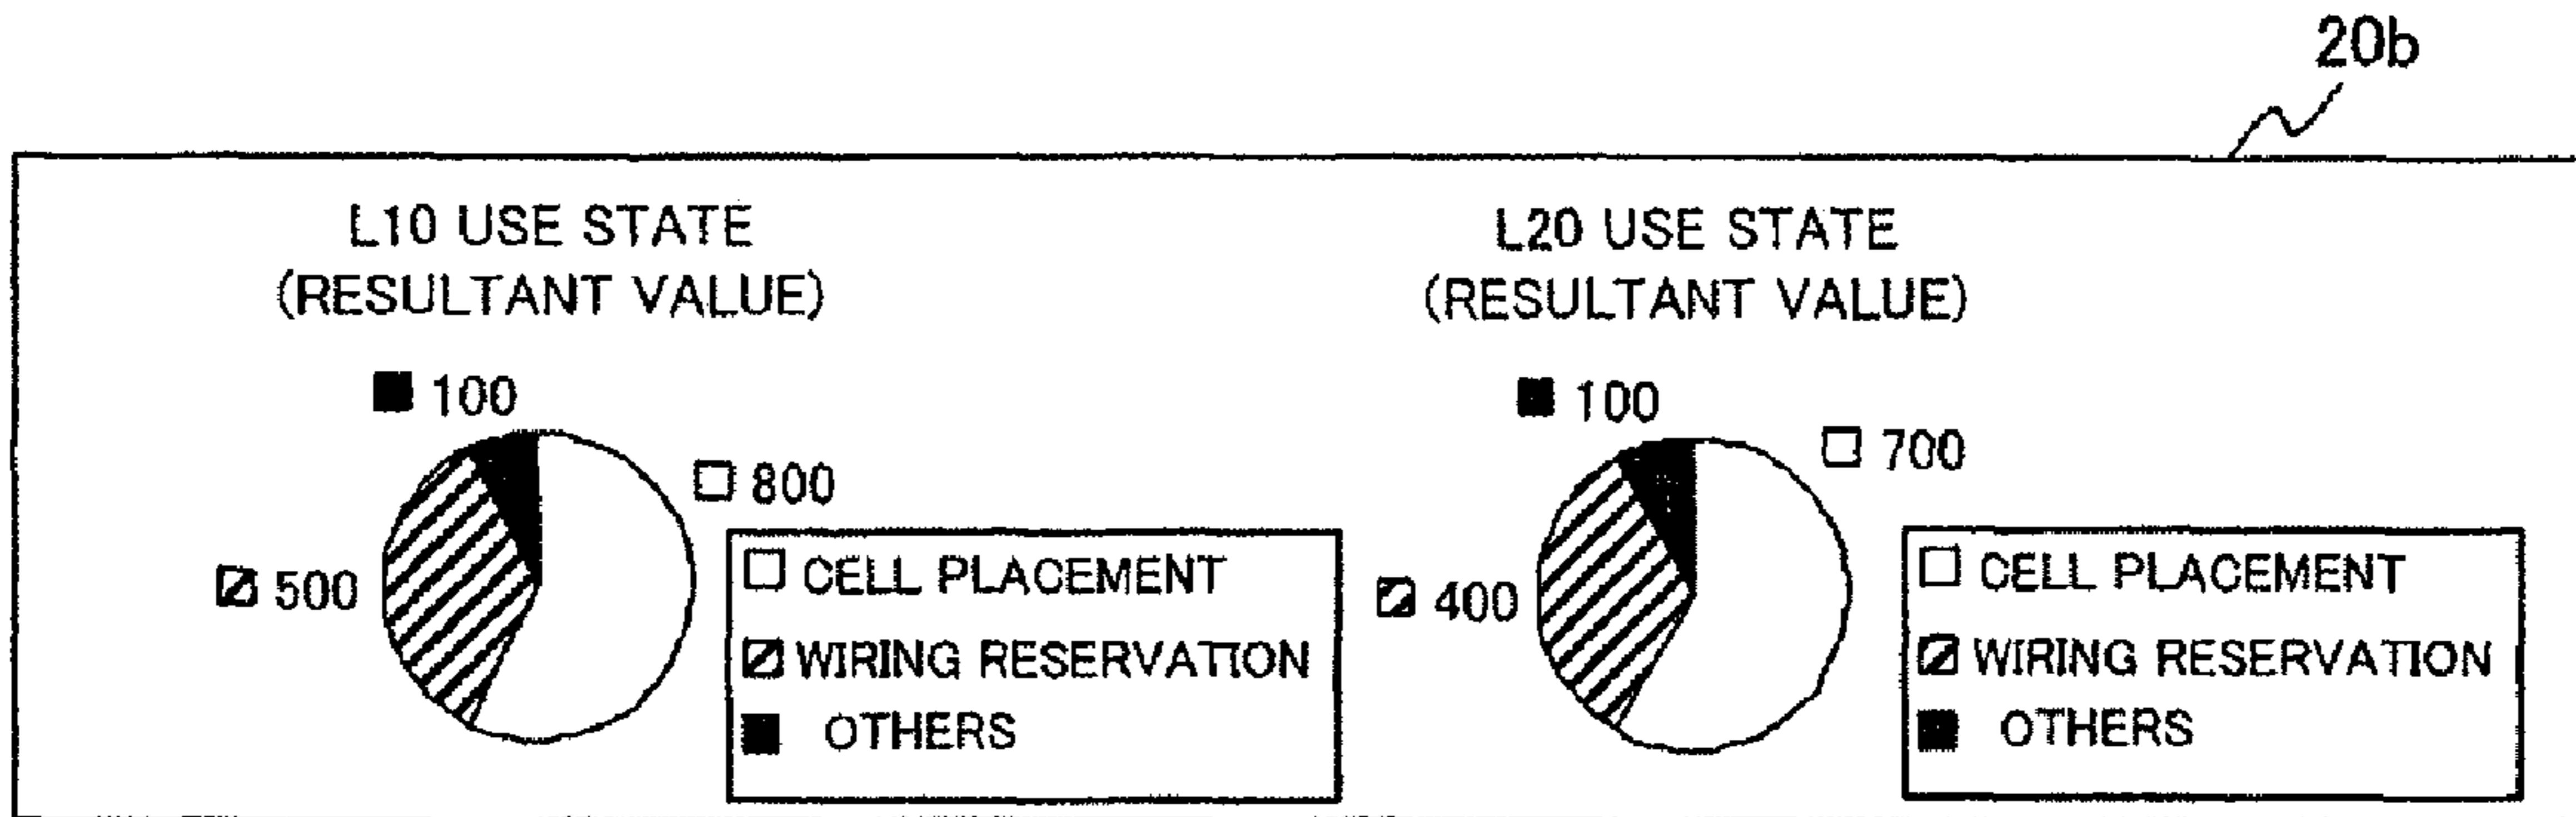 20b
L10 USE STATE
(RESULTANT VALUE)
100
800
500
CELL PLACEMENT
WIRING RESERVATION
OTHERS
L20 USE STATE
(RESULTANT VALUE)
100
700
400
CELL PLACEMENT
WIRING RESERVATION
OTHERS